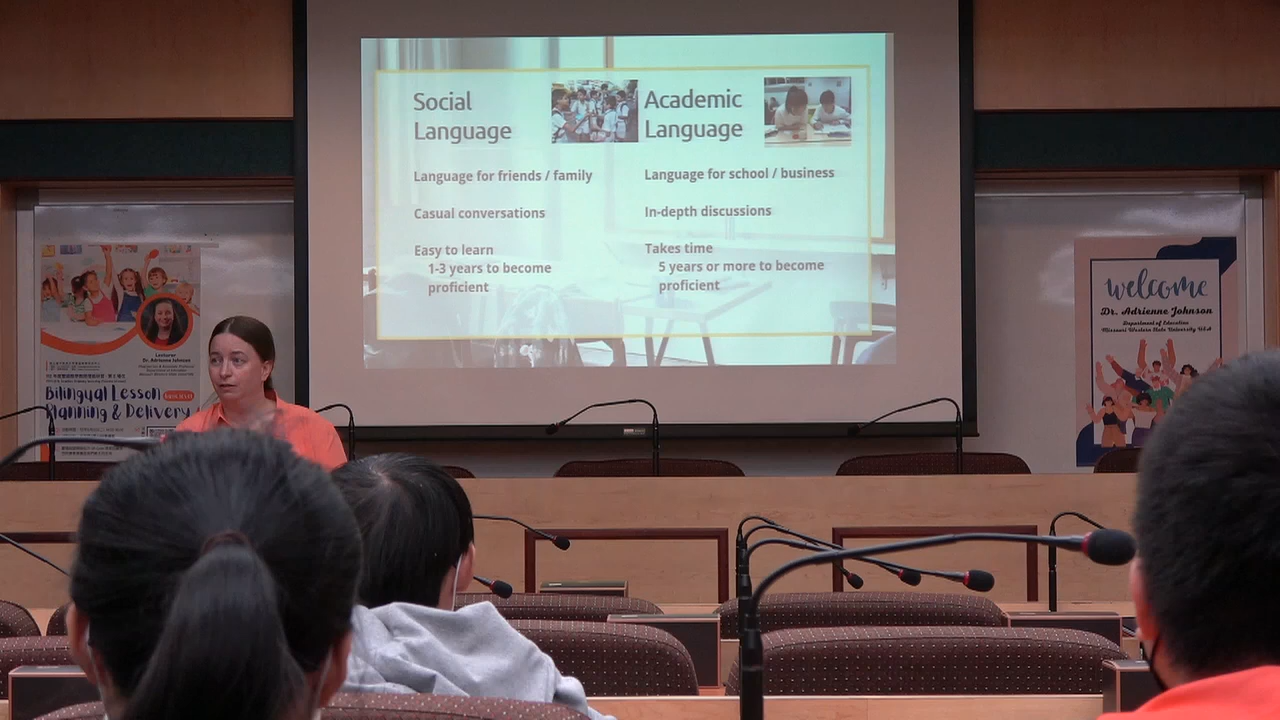 Social
Language
Language for friends / family
Casual conversations
Easy to learn
1-3 years to become
proficient
Academic
Language
Language for school / business
In-depth discussions
Takes time
5 years or more to become
proficient
Lecturer
Dr. Adrienne Johnson
Bilingual Lesson
Planning & Delivery
welcome
Dr. Adrienne Johnson
Department of Education
Missouri Western State University USA